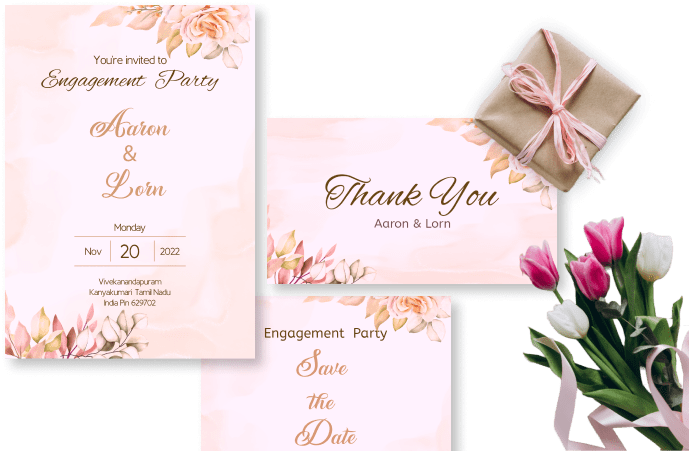 You're invited to
Engagement Party
Aaron
&
Lorn
Monday
Nov 20 2022
Vivekanandapuram
Kanyakumari Tamil Nadu
India Pin 629702
Thank You
Aaron & Lorn
Engagement Party
Save
the
Date